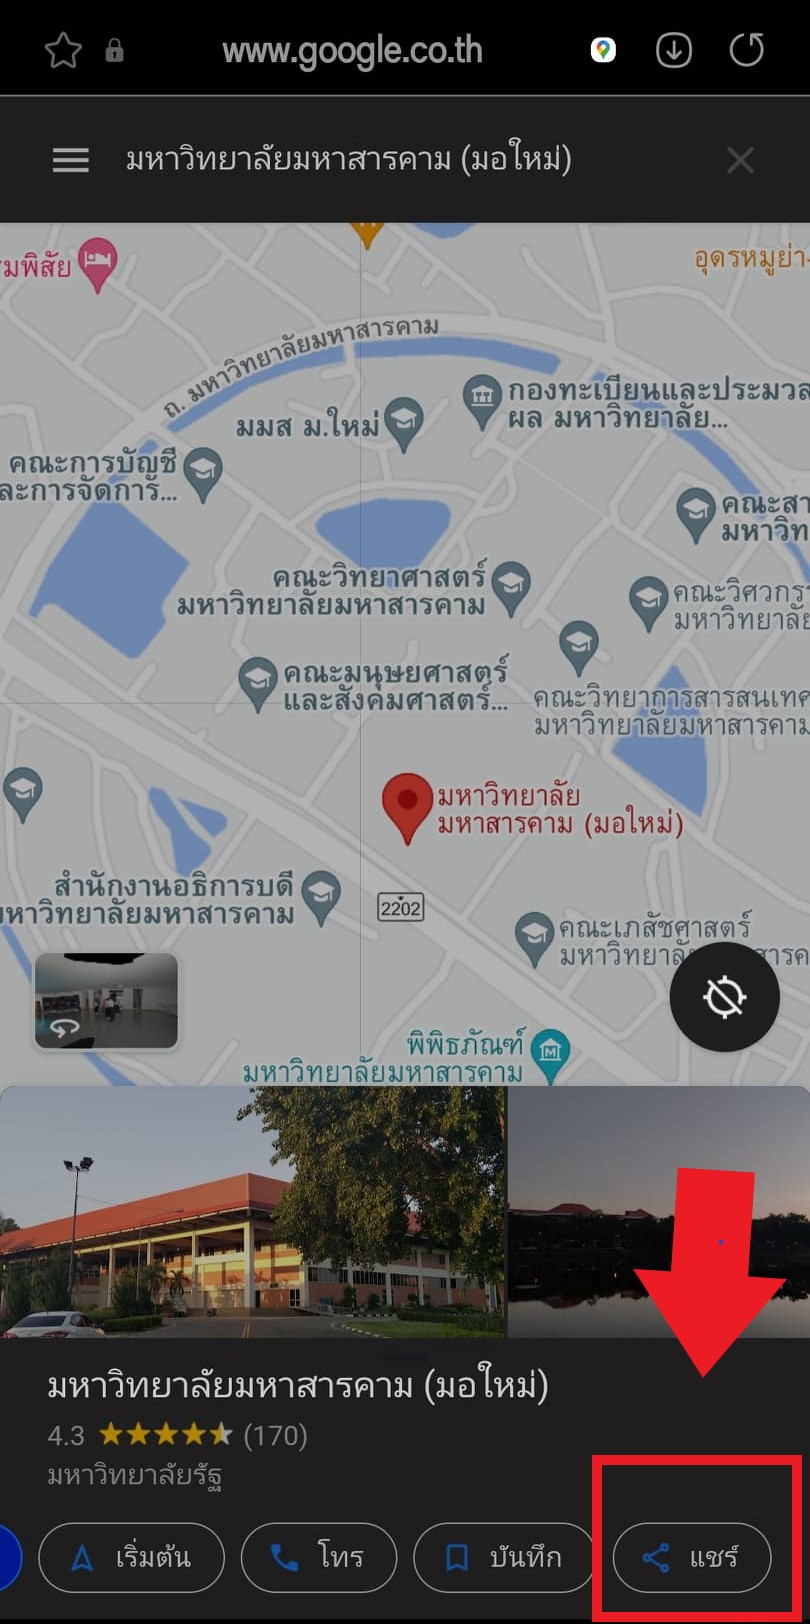 www.google.co.th
มหาวิทยาลัยมหาสารคาม (มอใหม่)
อุดรหมูย่าง
ถ. มหาวิทยาลัยมหาสารคาม
มมส ม.ใหม่
กองทะเบียนและประมวล
ผล มหาวิทยาลัย...
คณะการบัญชี
และการจัดการ...
คณะสา
มหาวิท
คณะวิทยาศาสตร์
มหาวิทยาลัยมหาสารคาม
คณะวิศวกรร
มหาวิทยาลัย
คณะมนุษยศาสตร์
และสังคมศาสตร์...
คณะวิทยาการสารสนเทศ
มหาวิทยาลัยมหาสารคาม
มหาวิทยาลัย
มหาสารคาม (มอใหม่)
สำนักงานอธิการบดี
มหาวิทยาลัยมหาสารคาม
2202
คณะเภสัชศาสตร์
พิพิธภัณฑ์
มหาวิทยาลัยมหาสารคาม
มหาวิทยาลัยมหาสารคาม (มอใหม่)
4.3 (170)
มหาวิทยาลัยรัฐ
เริ่มต้น
โทร
บันทึก
แชร์